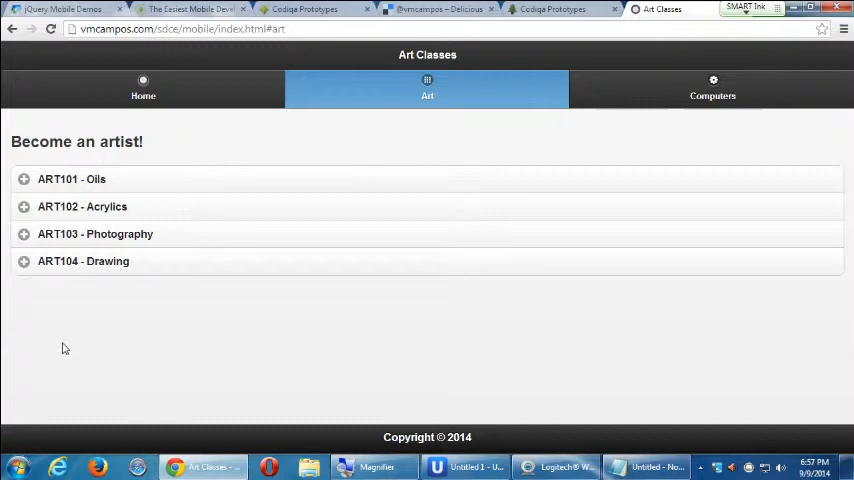 jQuery Mobile Demos
The Easiest Mobile Devel
Codiqa Prototypes
@vmcampos – Delicious
Codiqa Prototypes
Art Classes
SMART Ink
vmcampos.com/sdce/mobile/index.html#art
Art Classes
Home
Art
Computers
Become an artist!
ART101 - Oils
ART102 - Acrylics
ART103 - Photography
ART104 - Drawing
Copyright © 2014
Art Classes - ...
Magnifier
Untitled 1 - U...
Logitech® W...
Untitled - No...
6:57 PM
9/9/2014